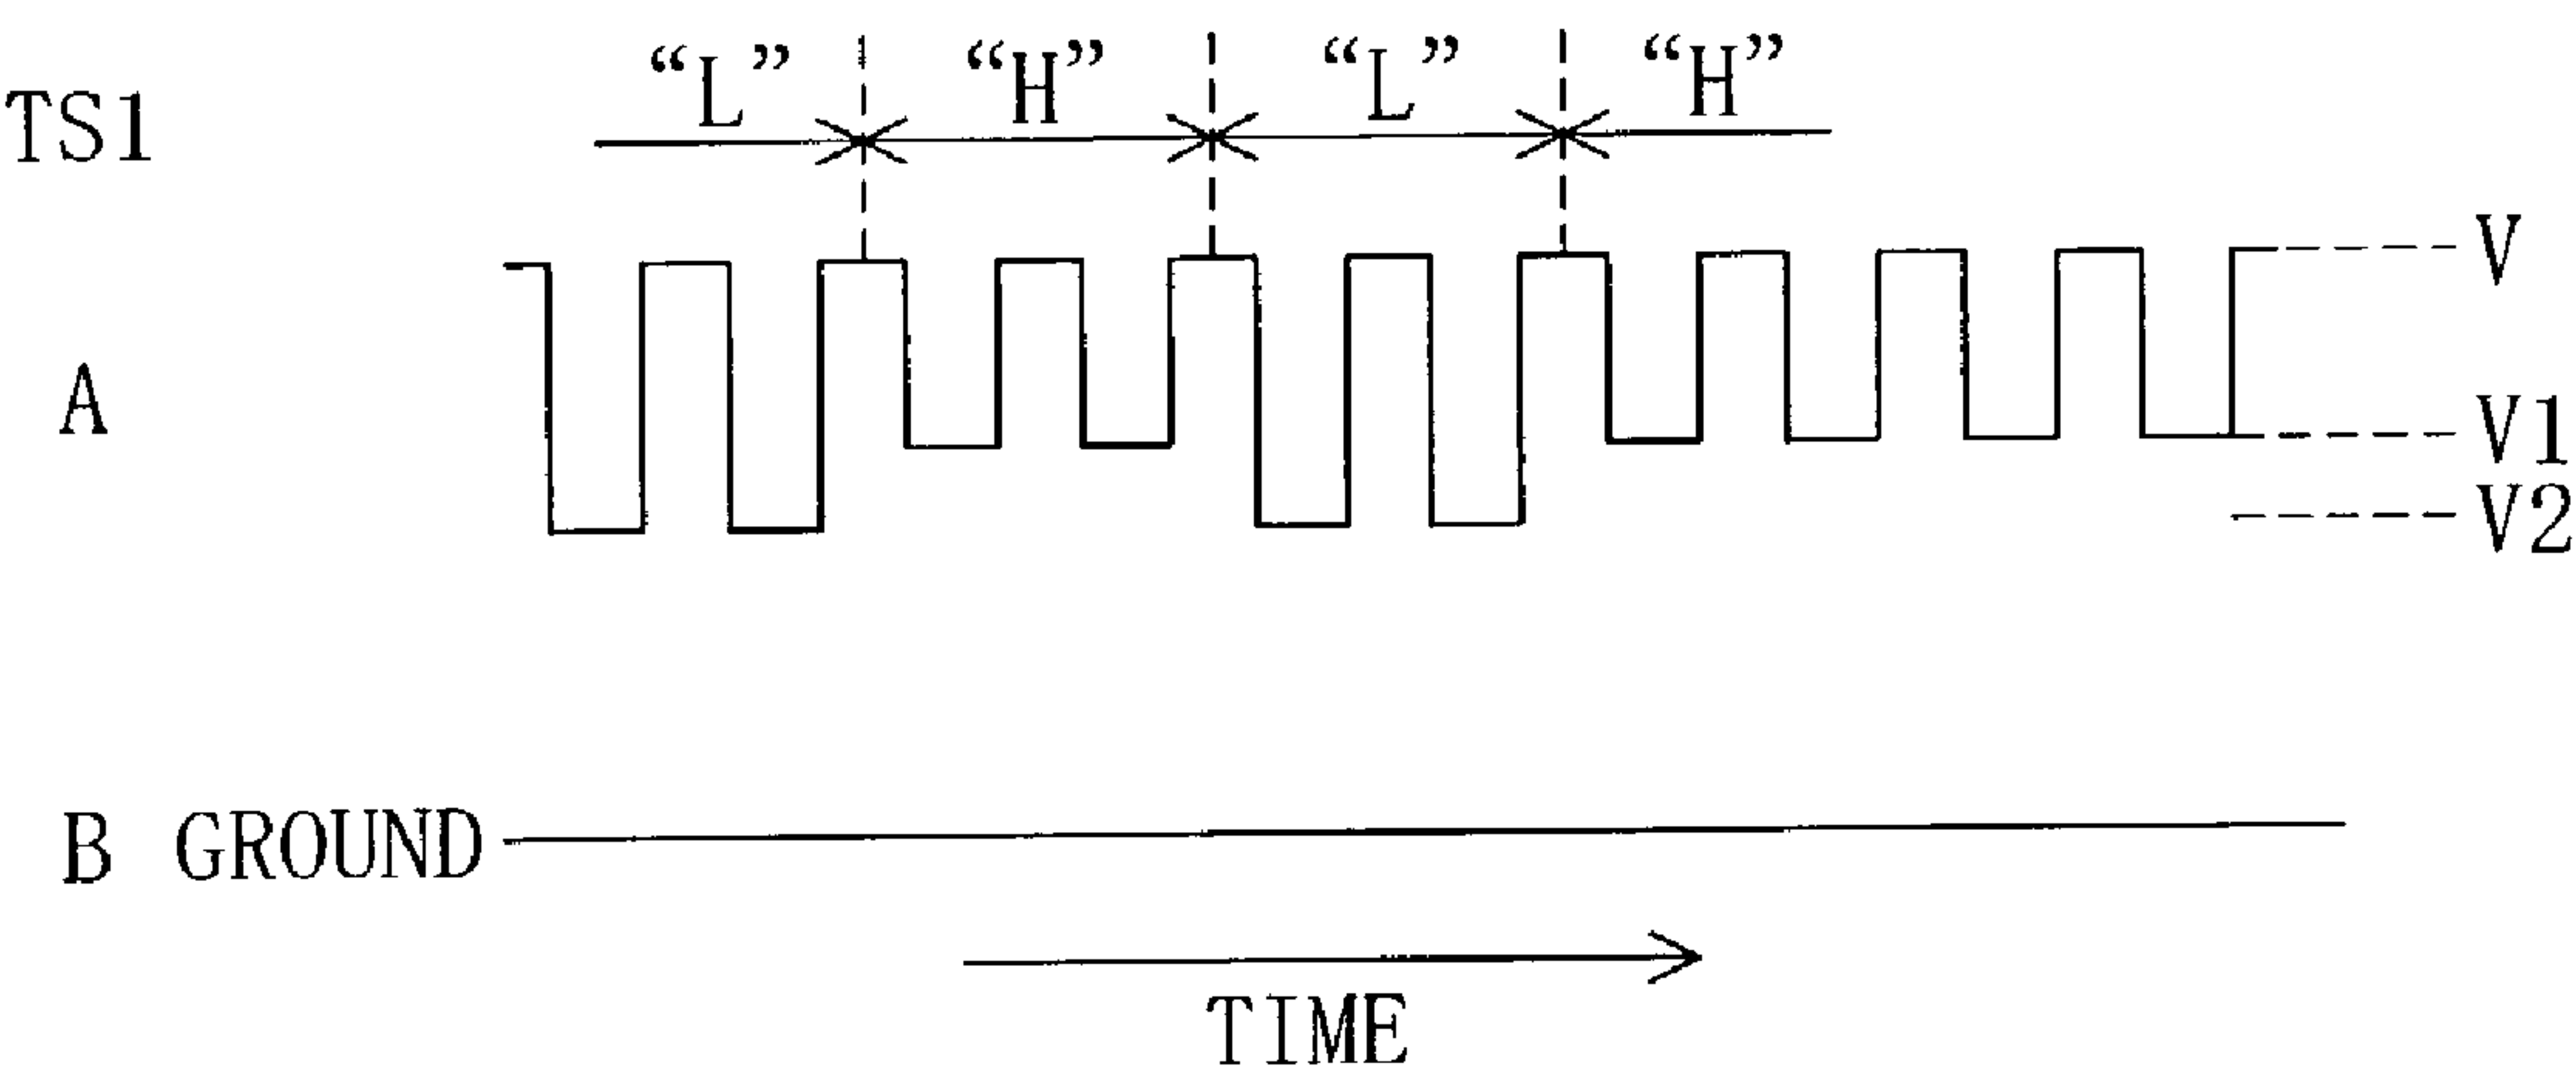 TS1 “L” “H” “L” “H”
V
A
V1
V2
B GROUND
TIME